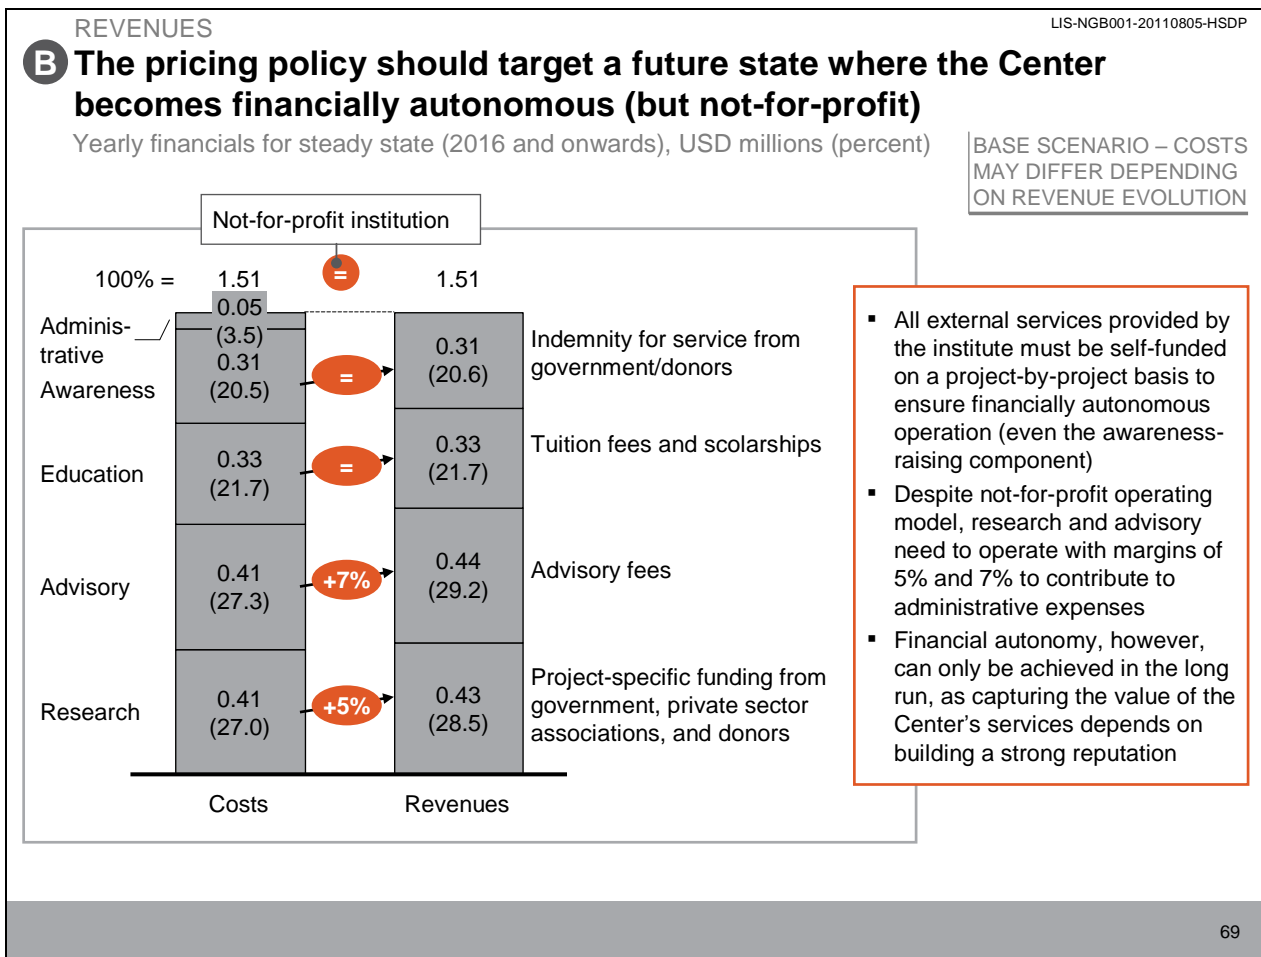 REVENUES
LIS-NGB001-20110805-HSDP
B
The pricing policy should target a future state where the Center
becomes financially autonomous (but not-for-profit)
Yearly financials for steady state (2016 and onwards), USD millions (percent)
BASE SCENARIO – COSTS
MAY DIFFER DEPENDING
ON REVENUE EVOLUTION
Not-for-profit institution
100% =
1.51
=
1.51
Adminis-
trative
0.05
(3.5)
Awareness
0.31
(20.5)
=
0.31
(20.6)
Indemnity for service from
government/donors
Education
0.33
(21.7)
=
0.33
(21.7)
Tuition fees and scolarships
Advisory
0.41
(27.3)
+7%
0.44
(29.2)
Advisory fees
Research
0.41
(27.0)
+5%
0.43
(28.5)
Project-specific funding from
government, private sector
associations, and donors
Costs
Revenues
▪ All external services provided by
the institute must be self-funded
on a project-by-project basis to
ensure financially autonomous
operation (even the awareness-
raising component)
▪ Despite not-for-profit operating
model, research and advisory
need to operate with margins of
5% and 7% to contribute to
administrative expenses
▪ Financial autonomy, however,
can only be achieved in the long
run, as capturing the value of the
Center's services depends on
building a strong reputation
69